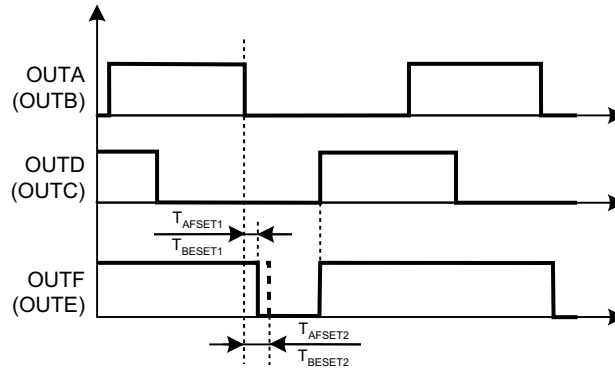 OUTA
(OUTB)
OUTD
(OUTC)
TAFSET1
TBESET1
OUTF
(OUTE)
TAFSET2
TBESET2